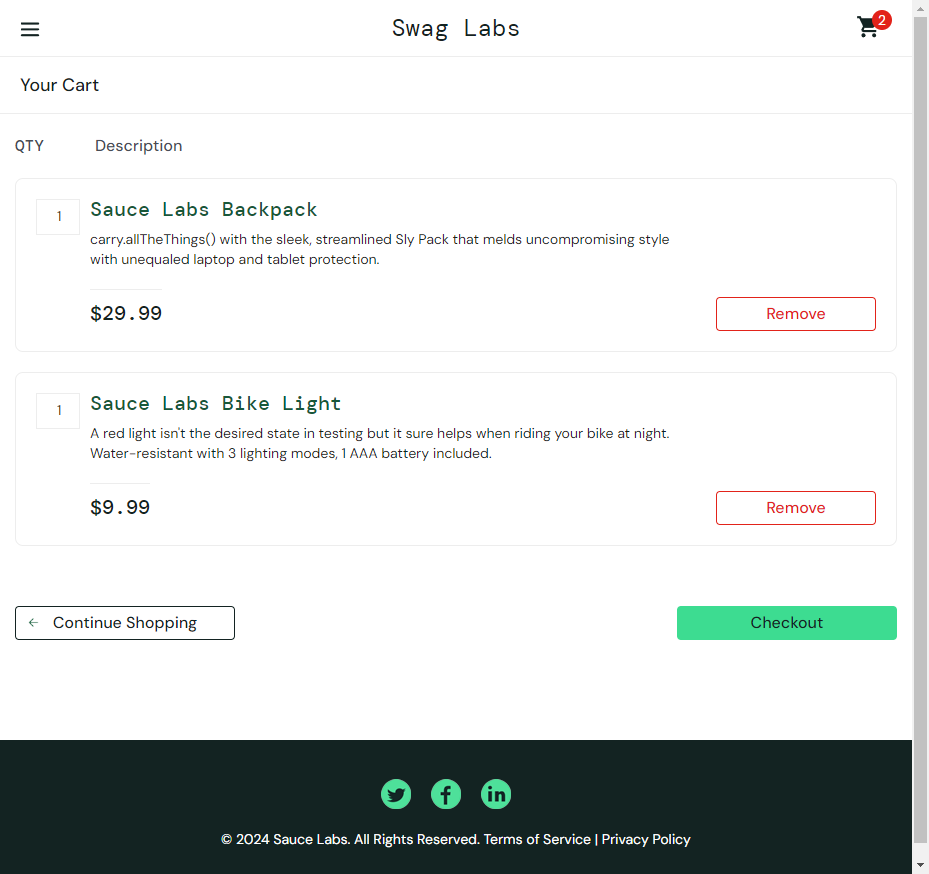 Swag Labs
2
Your Cart
QTY Description
1 Sauce Labs Backpack
carry.allTheThings() with the sleek, streamlined Sly Pack that melds uncompromising style
with unequaled laptop and tablet protection.
$29.99 Remove
1 Sauce Labs Bike Light
A red light isn't the desired state in testing but it sure helps when riding your bike at night.
Water-resistant with 3 lighting modes, 1 AAA battery included.
$9.99 Remove
Continue Shopping Checkout
© 2024 Sauce Labs. All Rights Reserved. Terms of Service | Privacy Policy